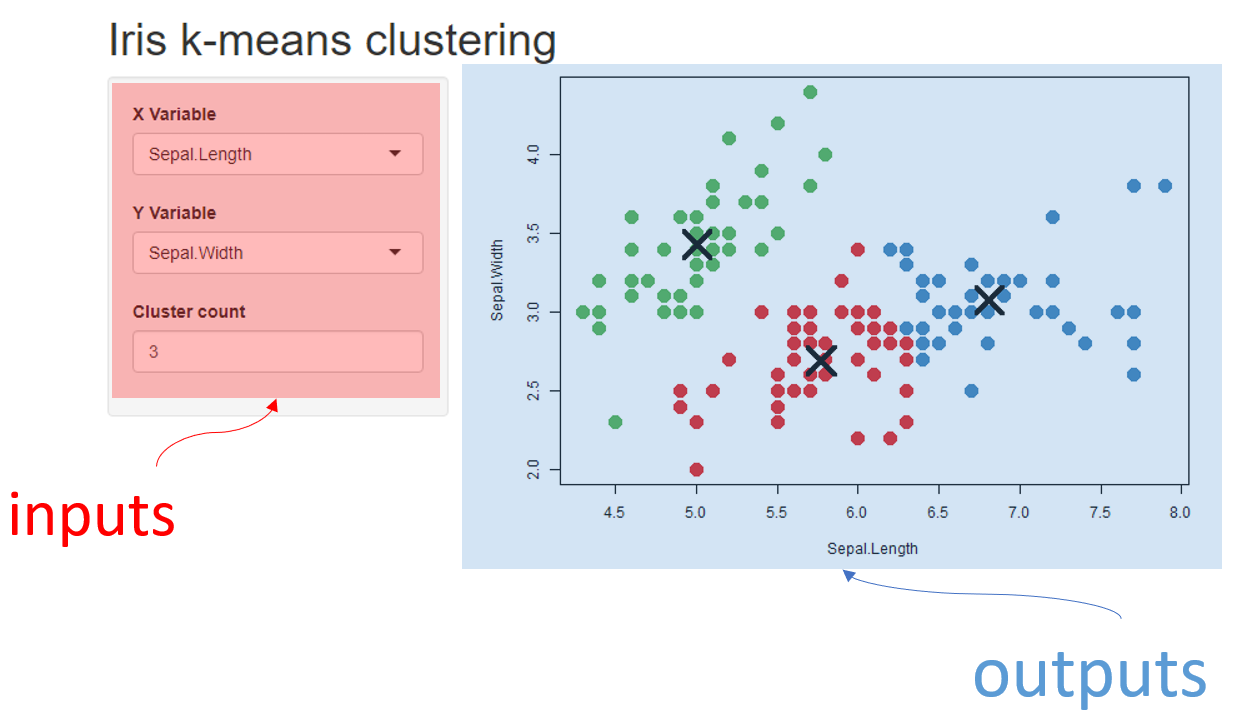 Iris k-means clustering
X Variable
Sepal.Length
Y Variable
Sepal.Width
Cluster count
3
inputs
Sepal.Width
4.0
3.5
3.0
2.5
2.0
4.5 5.0 5.5 6.0 6.5 7.0 7.5 8.0
Sepal.Length
outputs